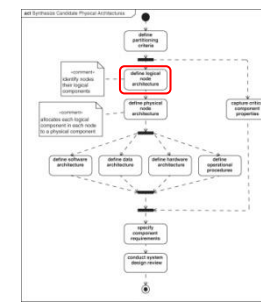 act Synthesize Candidate Physical Architectures
define
partitioning
criteria
«comment»
identify nodes
their logical
components
define logical
node
architecture
«comment»
allocates each logical
component in each node
to a physical component
define physical
node
architecture
capture critic
component
properties
define software
architecture
define data
architecture
define hardware
architecture
define
operational
procedures
specify
component
requirements
conduct system
design review